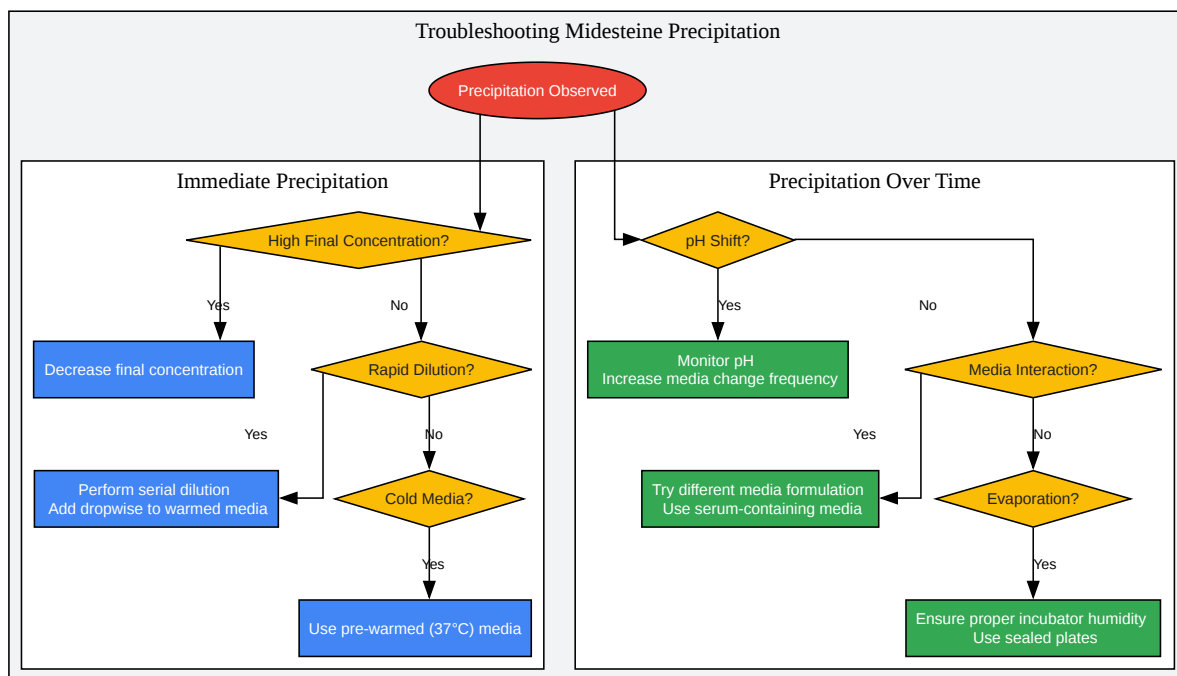 Troubleshooting Midesteine Precipitation
Precipitation Observed
Immediate Precipitation
High Final Concentration?
Yes
No
Decrease final concentration
Rapid Dilution?
Yes
No
Perform serial dilution
Add dropwise to warmed media
Cold Media?
Yes
Use pre-warmed (37°C) media
Precipitation Over Time
pH Shift?
Yes
No
Monitor pH
Increase media change frequency
Media Interaction?
Yes
No
Try different media formulation
Use serum-containing media
Evaporation?
Yes
Ensure proper incubator humidity
Use sealed plates